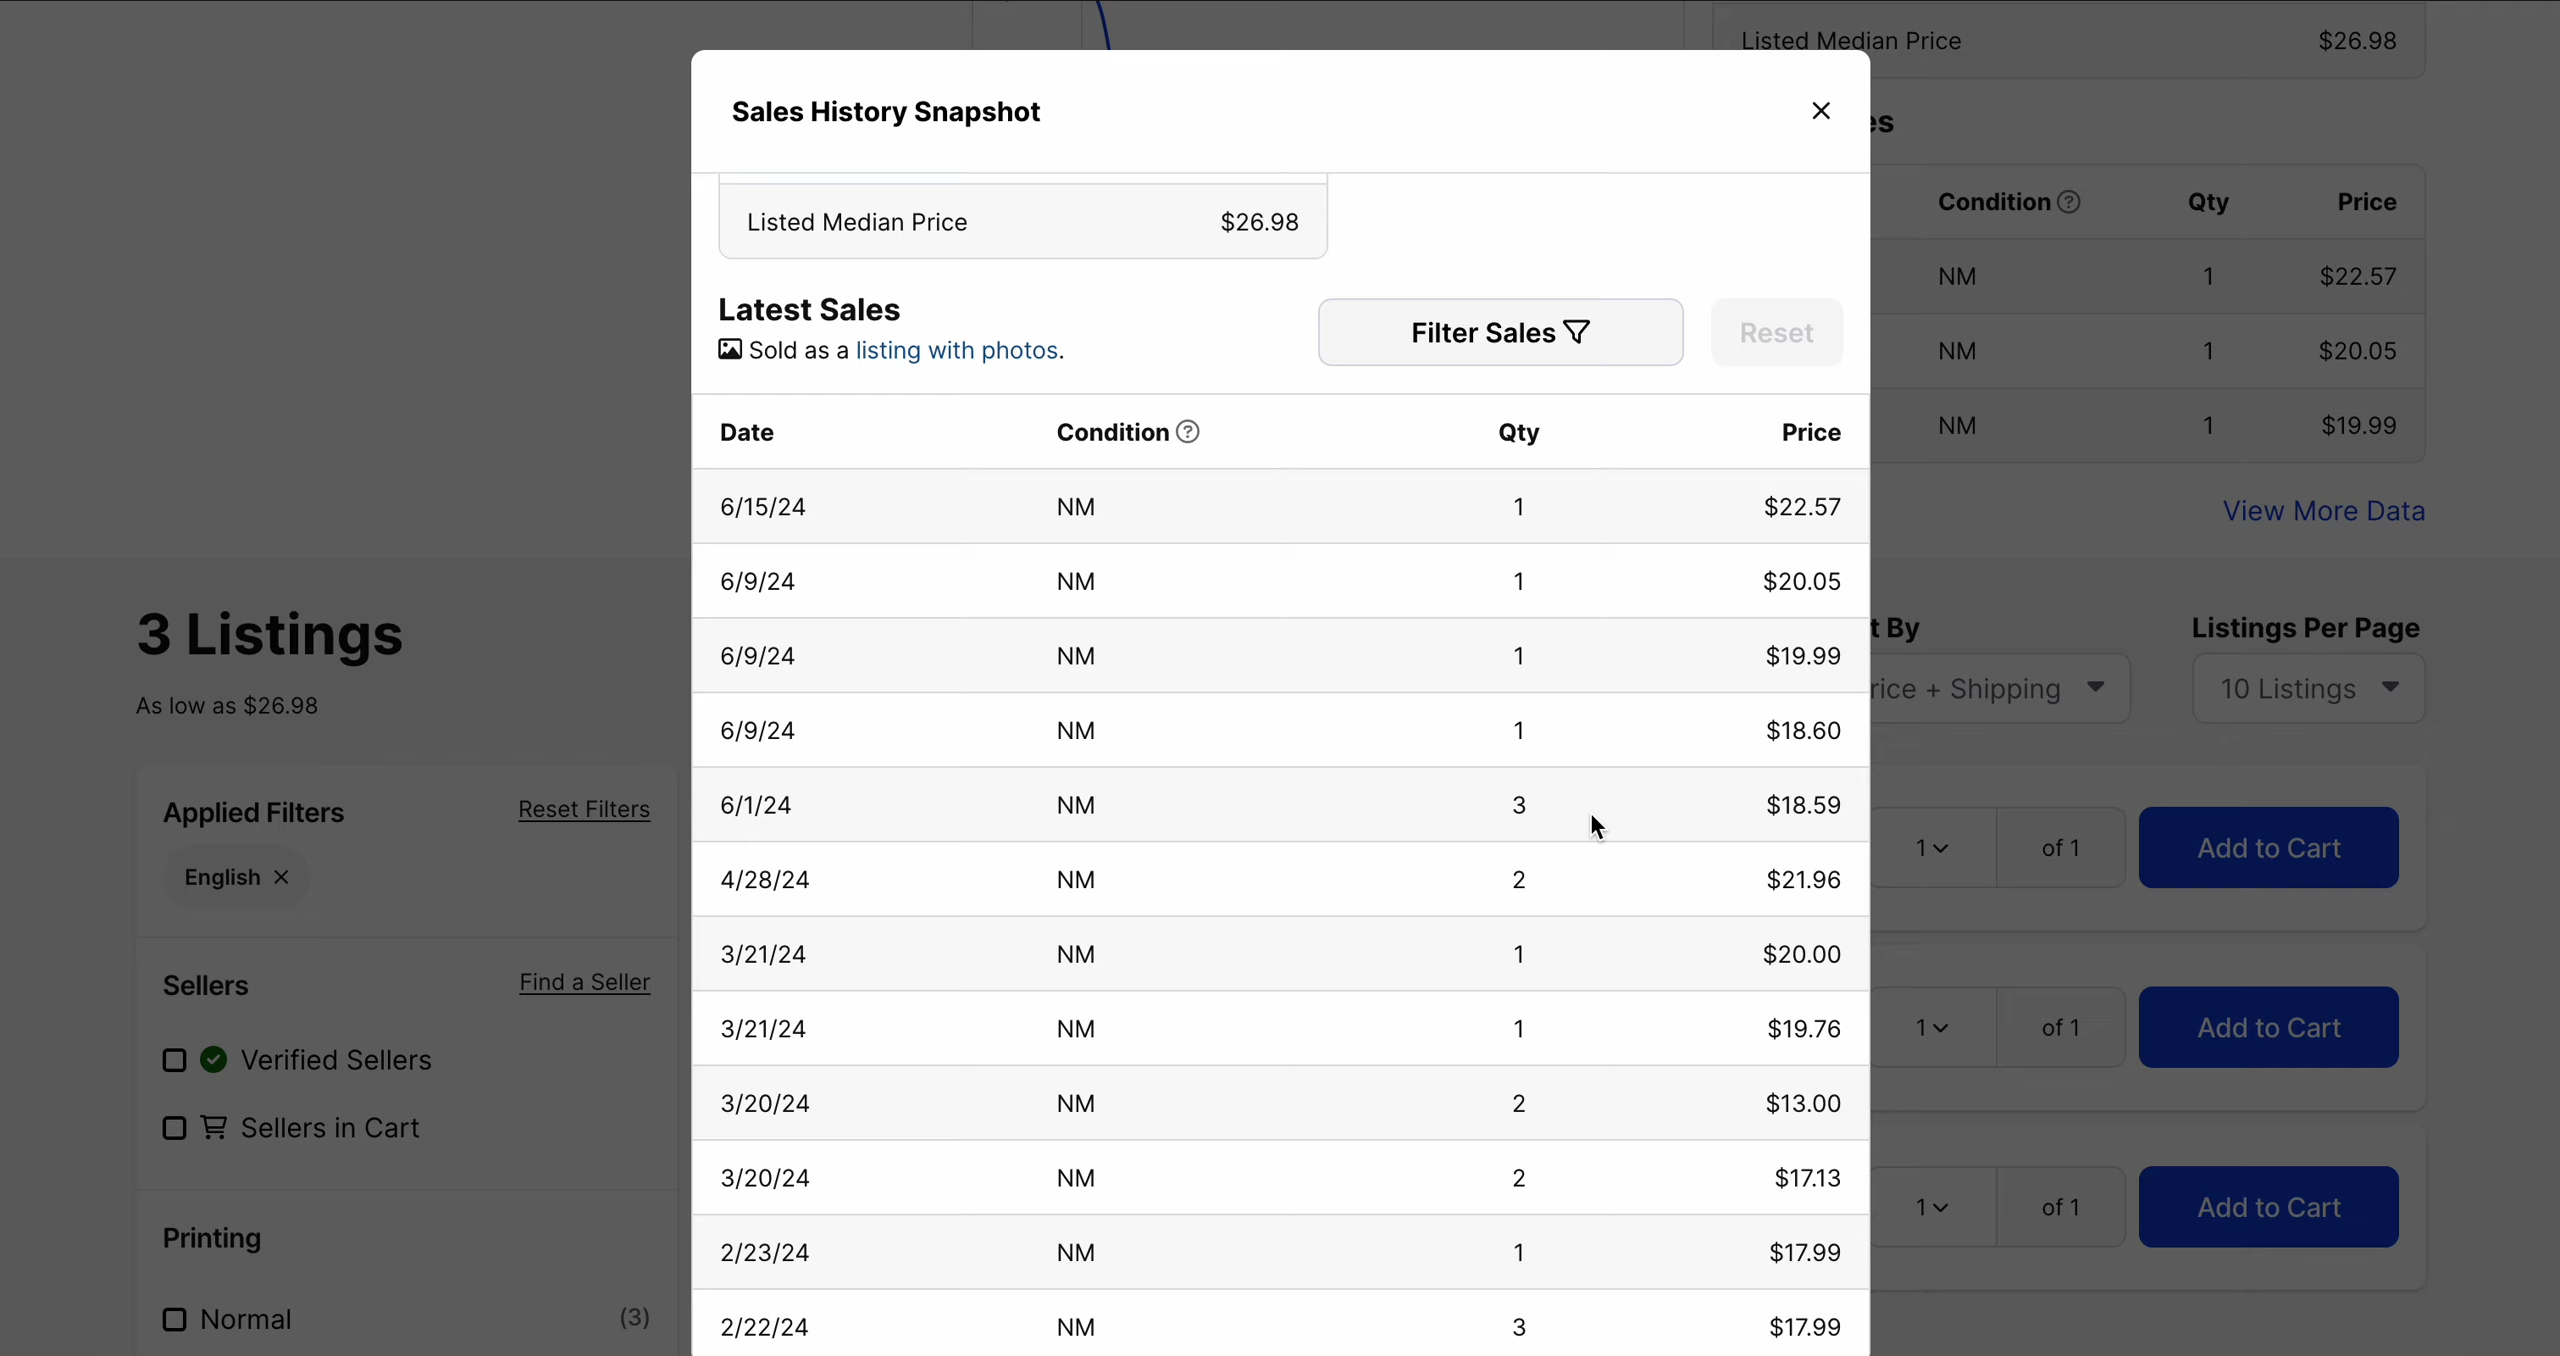 Listed Median Price $26.98
Sales History Snapshot
Listed Median Price $26.98
Latest Sales
Sold as a listing with photos.
Filter Sales
Reset
Date Condition ? Qty Price
6/15/24 NM 1 $22.57
6/9/24 NM 1 $20.05
6/9/24 NM 1 $19.99
6/9/24 NM 1 $18.60
6/1/24 NM 3 $18.59
4/28/24 NM 2 $21.96
3/21/24 NM 1 $20.00
3/21/24 NM 1 $19.76
3/20/24 NM 2 $13.00
3/20/24 NM 2 $17.13
2/23/24 NM 1 $17.99
2/22/24 NM 3 $17.99
es
Condition ? Qty Price
NM 1 $22.57
NM 1 $20.05
NM 1 $19.99
View More Data
3 Listings
As low as $26.98
t By
rice + Shipping
Listings Per Page
10 Listings
Applied Filters
Reset Filters
English
Sellers
Find a Seller
Verified Sellers
Sellers in Cart
Printing
Normal (3)
1 of 1 Add to Cart
1 of 1 Add to Cart
1 of 1 Add to Cart